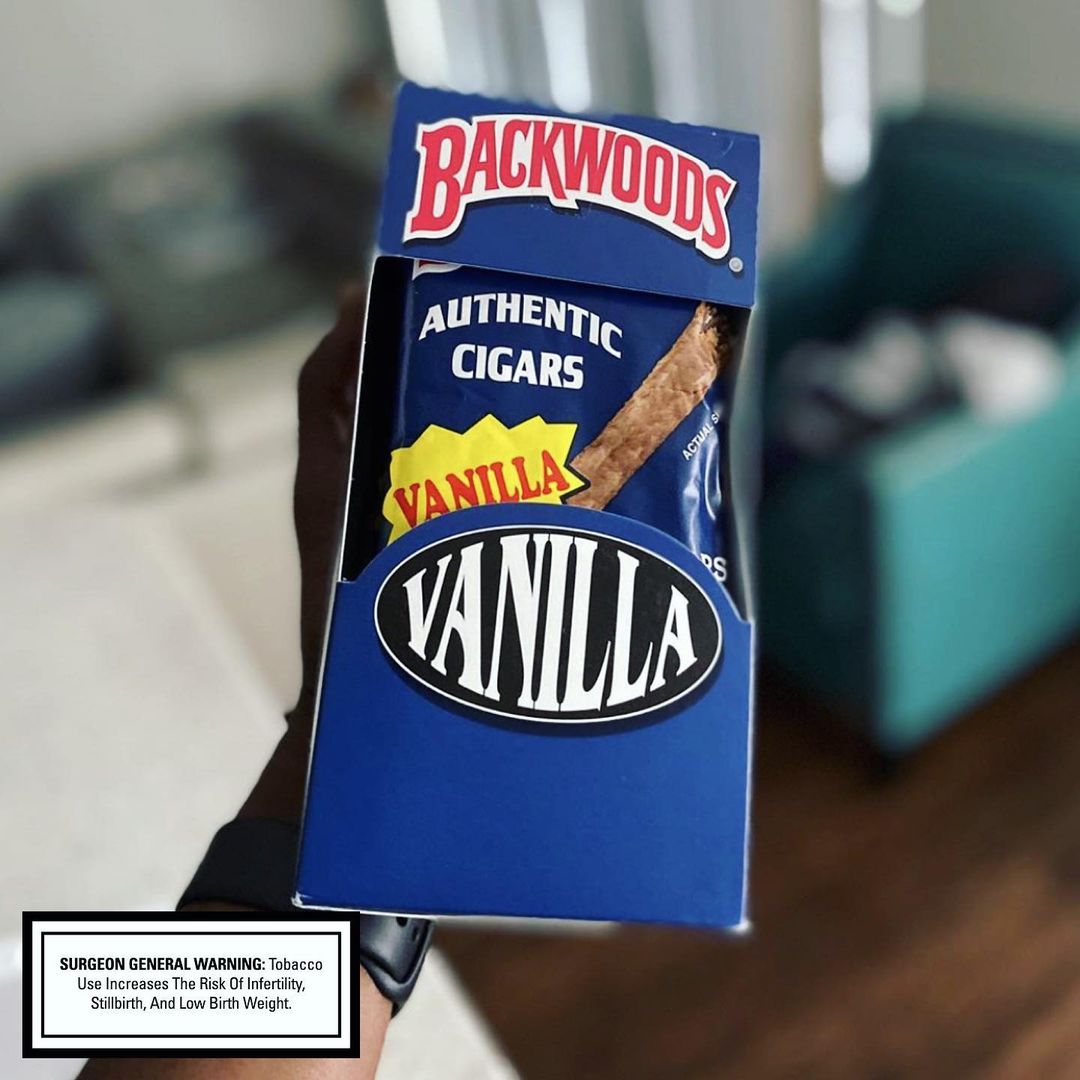 BACKWOODS®
AUTHENTIC
CIGARS
ACTUAL
VANILLA
VANILLA
SURGEON GENERAL WARNING: Tobacco
Use Increases The Risk Of Infertility,
Stillbirth, And Low Birth Weight.